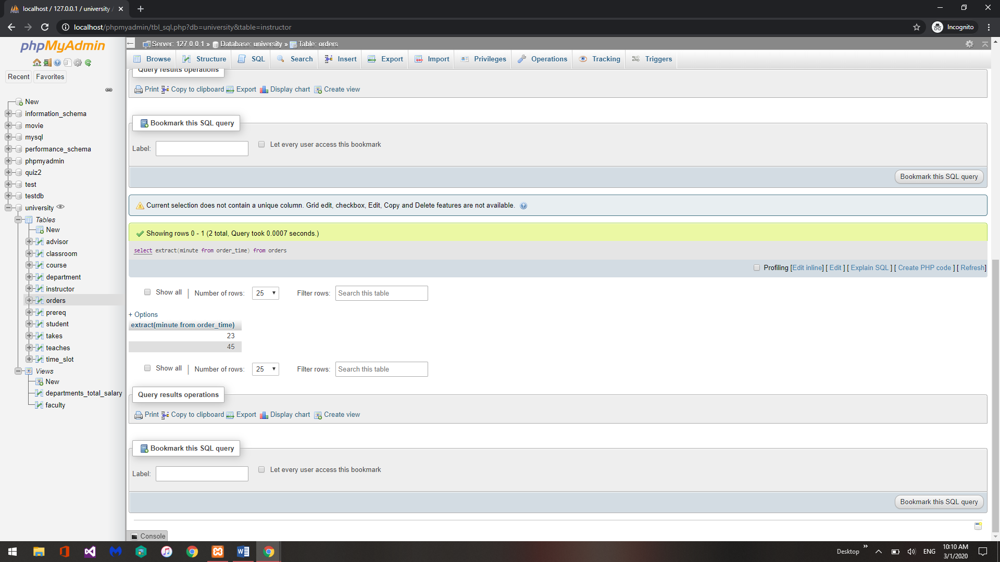 localhost / 127.0.0.1 / university /
localhost/phpmyadmin/tbl_sql.php?db=university&table=instructor
Incognito
phpMyAdmin
Recent
Favorites
New
information_schema
movie
mysql
performance_schema
phpmyadmin
quiz2
test
testdb
university
Tables
New
advisor
classroom
course
department
instructor
orders
prereq
student
takes
teaches
time_slot
Views
New
departments_total_salary
faculty
Server: 127.0.0.1 » Database: university » Table: orders
Browse Structure SQL Search Insert Export Import Privileges Operations Tracking Triggers
Query results operations
Print Copy to clipboard Export Display chart Create view
Bookmark this SQL query
Label: Let every user access this bookmark
Bookmark this SQL query
Current selection does not contain a unique column. Grid edit, checkbox, Edit, Copy and Delete features are not available.
Showing rows 0 - 1 (2 total, Query took 0.0007 seconds.)
select extract(minute from order_time) from orders
Profiling [Edit inline] [ Edit ] [ Explain SQL ] [ Create PHP code ] [ Refresh]
Show all | Number of rows: 25 Filter rows: Search this table
+ Options
extract(minute from order_time)
23
45
Show all | Number of rows: 25 Filter rows: Search this table
Query results operations
Print Copy to clipboard Export Display chart Create view
Bookmark this SQL query
Label: Let every user access this bookmark
Bookmark this SQL query
Console
Desktop » ENG
10:10 AM
3/1/2020